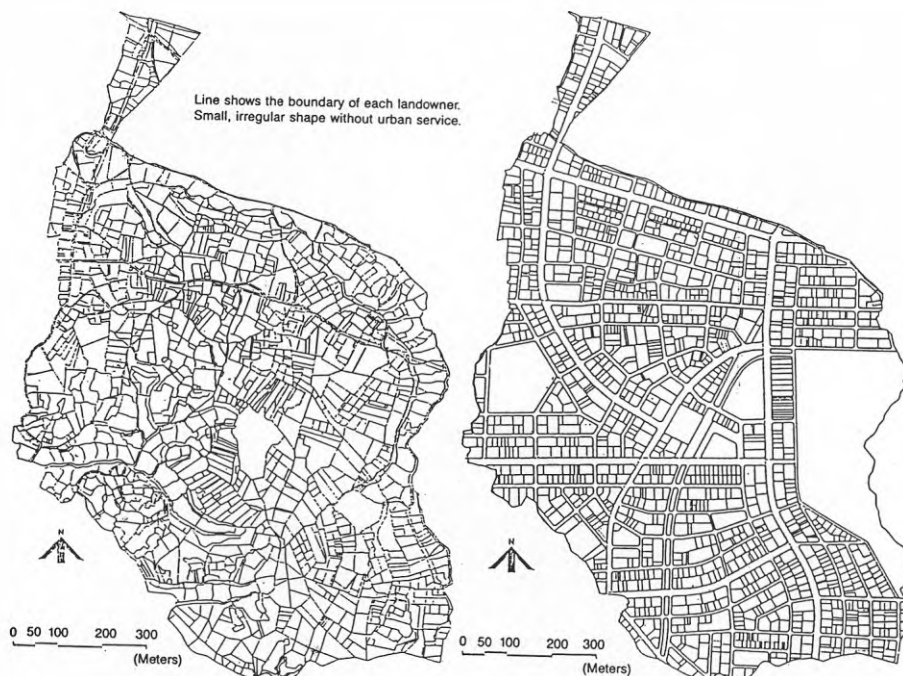 Line shows the boundary of each landowner.
Small, irregular shape without urban service.
N
N
0 50 100 200 300
(Meters)
0 50 100 200 300
(Meters)